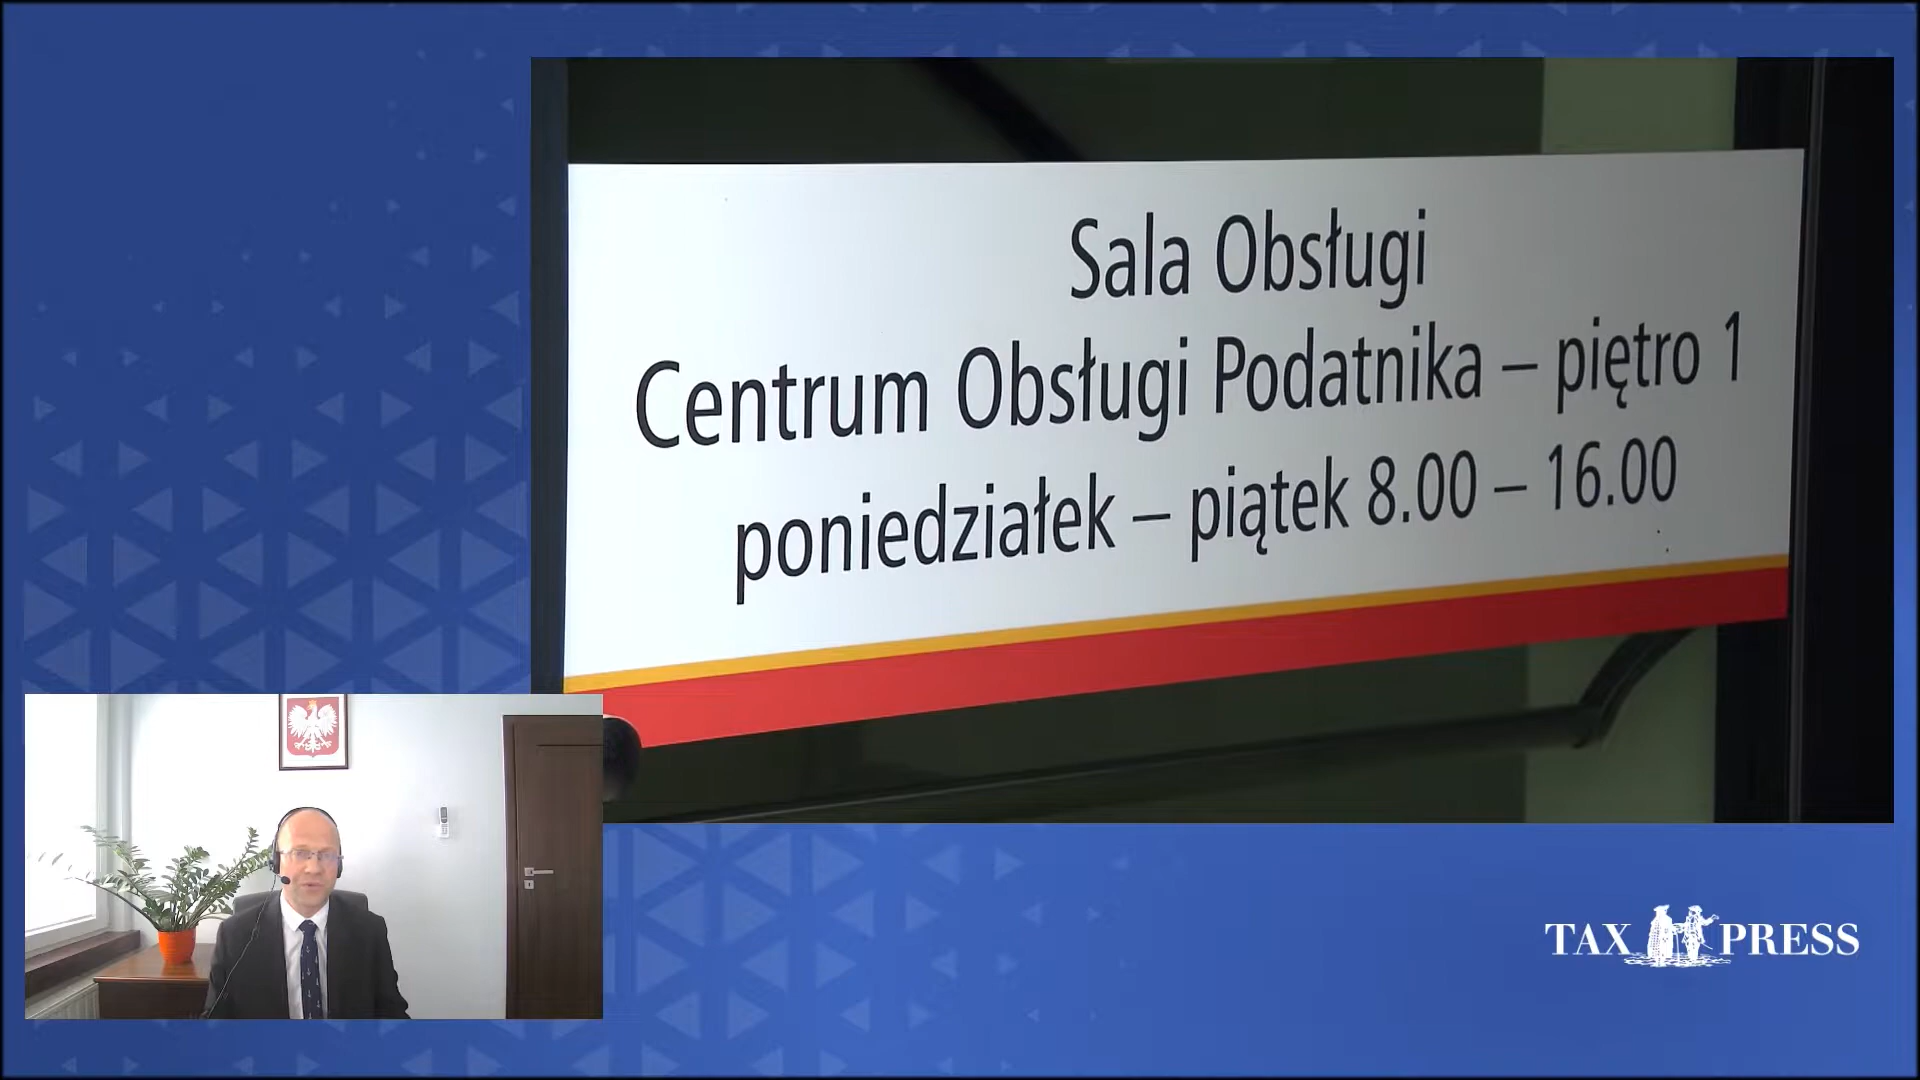 Sala Obsługi
Centrum Obsługi Podatnika – piętro 1
poniedziałek – piątek 8.00 – 16.00
TAX PRESS